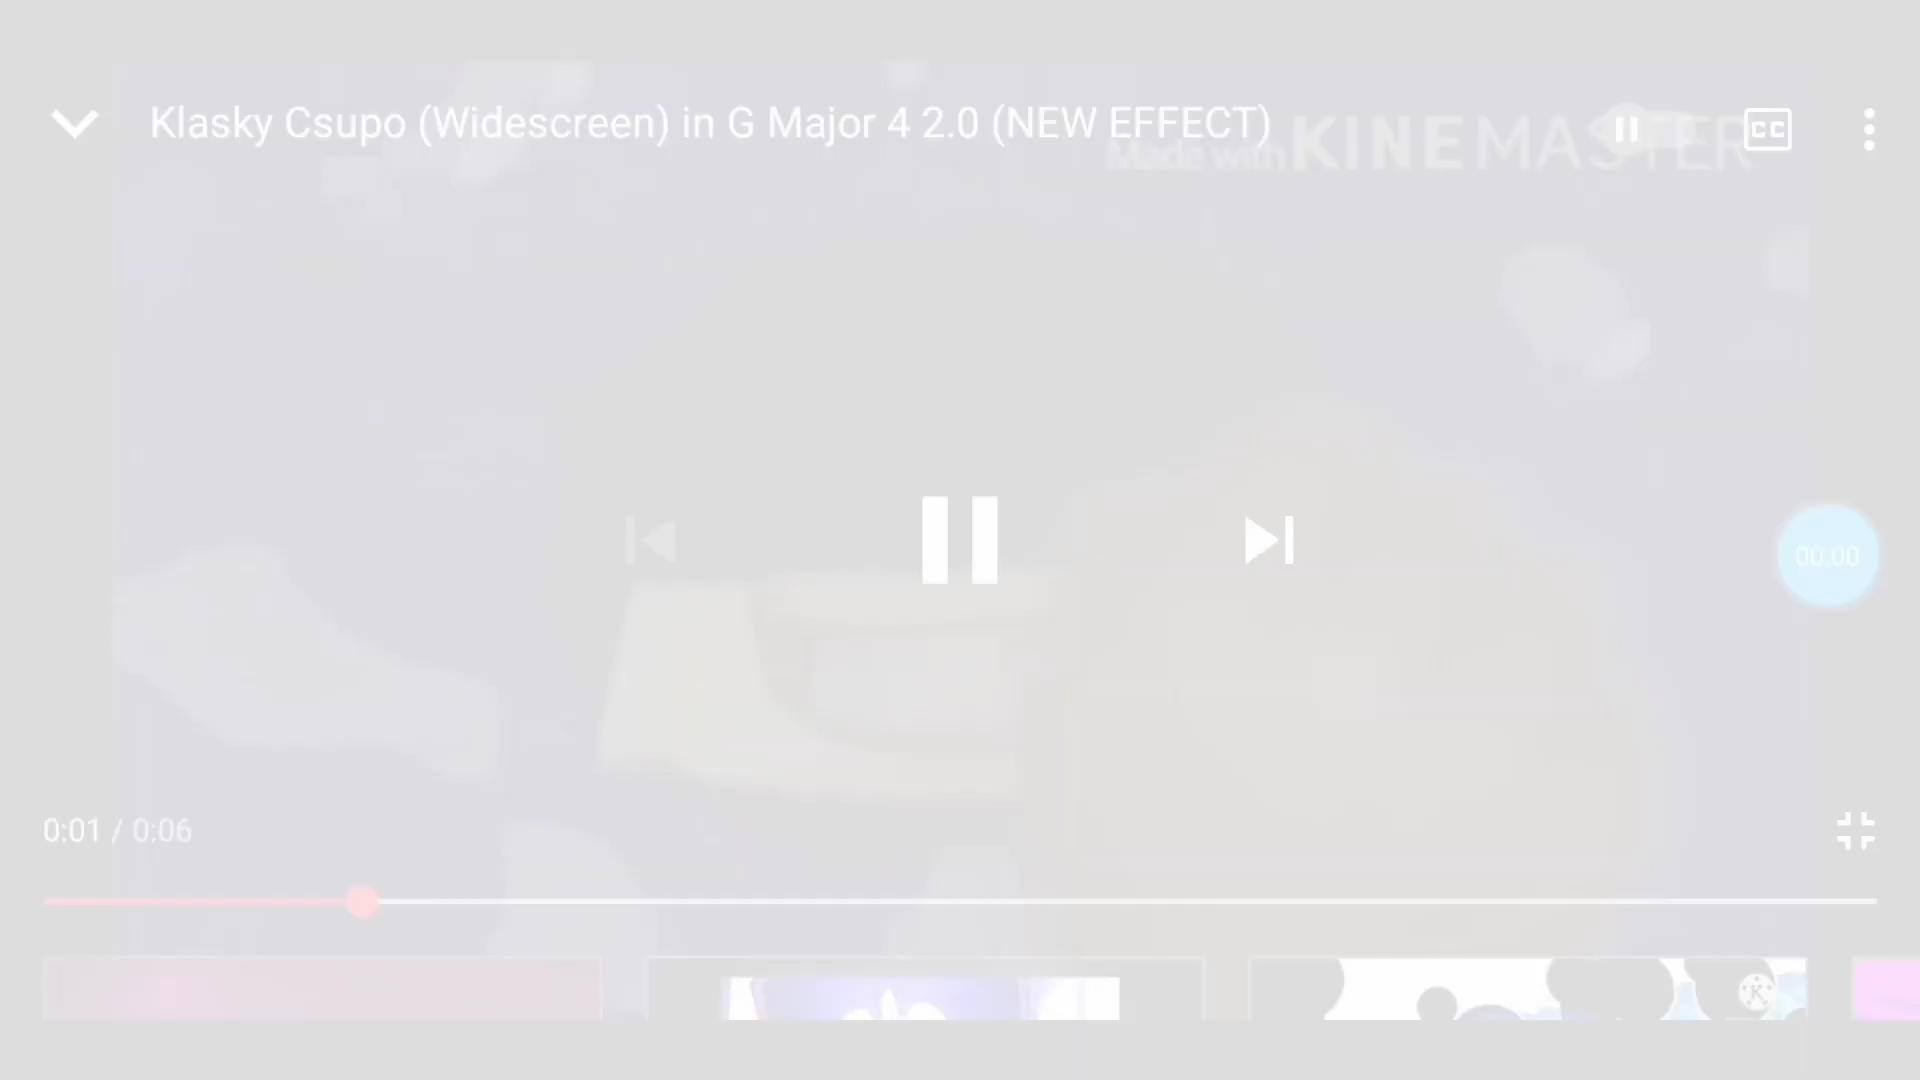 Klasky Csupo (Widescreen) in G Major 4 2.0 (NEW EFFECT)
Made with KINEMASTER
CC
00:00
0:01 / 0:06
K